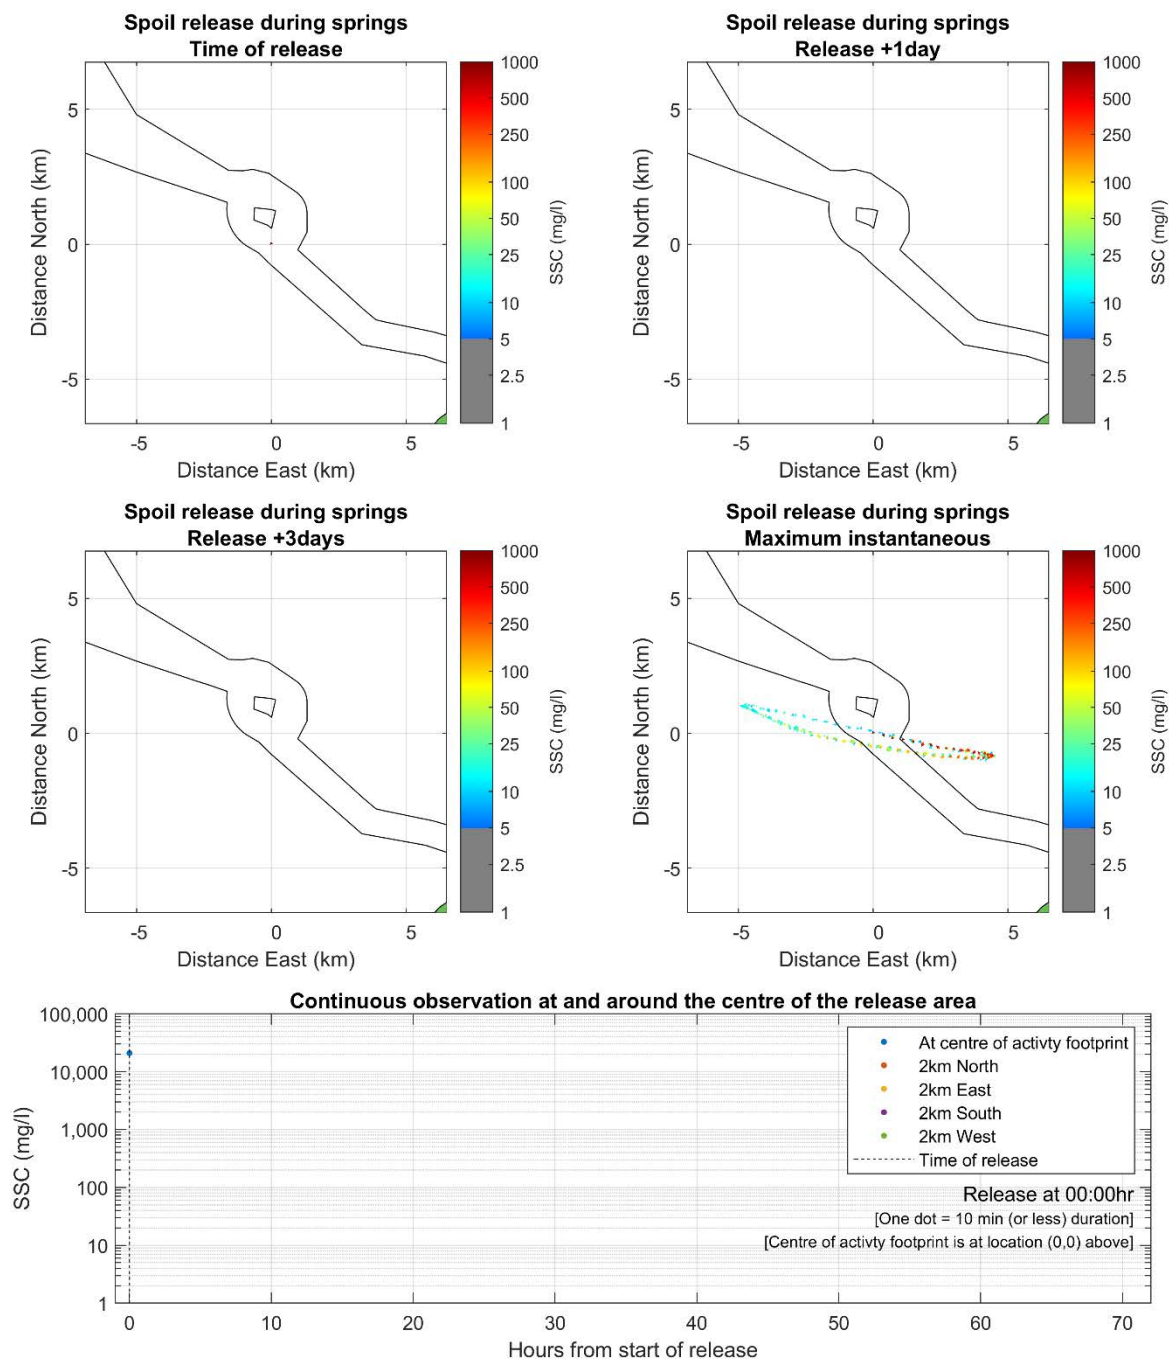 Spoil release during springs
Time of release
1000
500
250
100
50
25
10
5
2.5
1
SSC (mg/l)
5
0
-5
Distance North (km)
-5
0
5
Distance East (km)
Spoil release during springs
Release +1day
1000
500
250
100
50
25
10
5
2.5
1
SSC (mg/l)
5
0
-5
Distance North (km)
-5
0
5
Distance East (km)
Spoil release during springs
Release +3days
1000
500
250
100
50
25
10
5
2.5
1
SSC (mg/l)
5
0
-5
Distance North (km)
-5
0
5
Distance East (km)
Spoil release during springs
Maximum instantaneous
1000
500
250
100
50
25
10
5
2.5
1
SSC (mg/l)
5
0
-5
Distance North (km)
-5
0
5
Distance East (km)
Continuous observation at and around the centre of the release area
100,000
10,000
1,000
100
10
1
SSC (mg/l)
At centre of activty footprint
2km North
2km East
2km South
2km West
Time of release
Release at 00:00hr
[One dot = 10 min (or less) duration]
[Centre of activty footprint is at location (0,0) above]
0
10
20
30
40
50
60
70
Hours from start of release